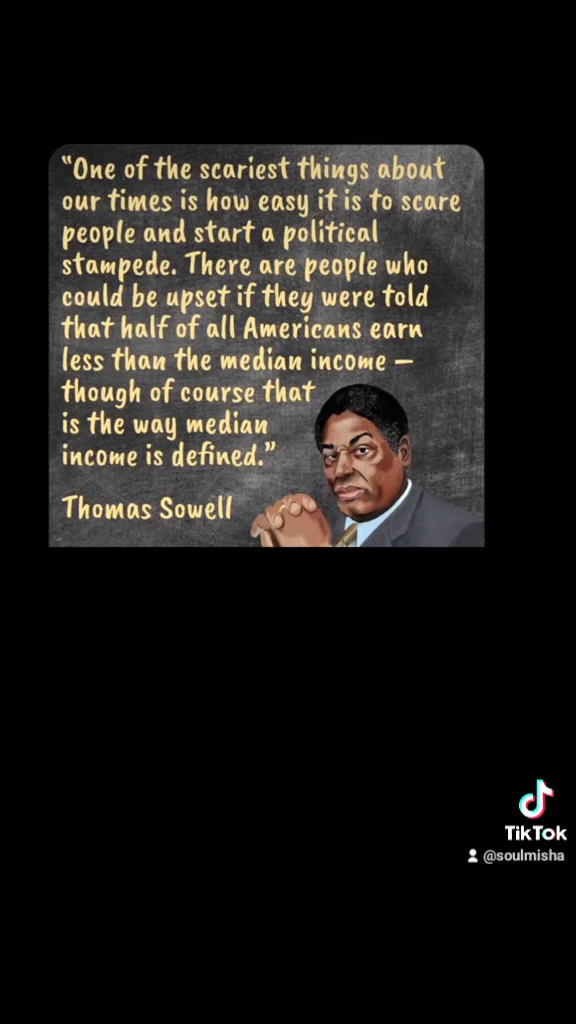 “One of the scariest things about
our times is how easy it is to scare
people and start a political
stampede. There are people who
could be upset if they were told
that half of all Americans earn
less than the median income —
though of course that
is the way median
income is defined.”
Thomas Sowell
TikTok
@soulmisha